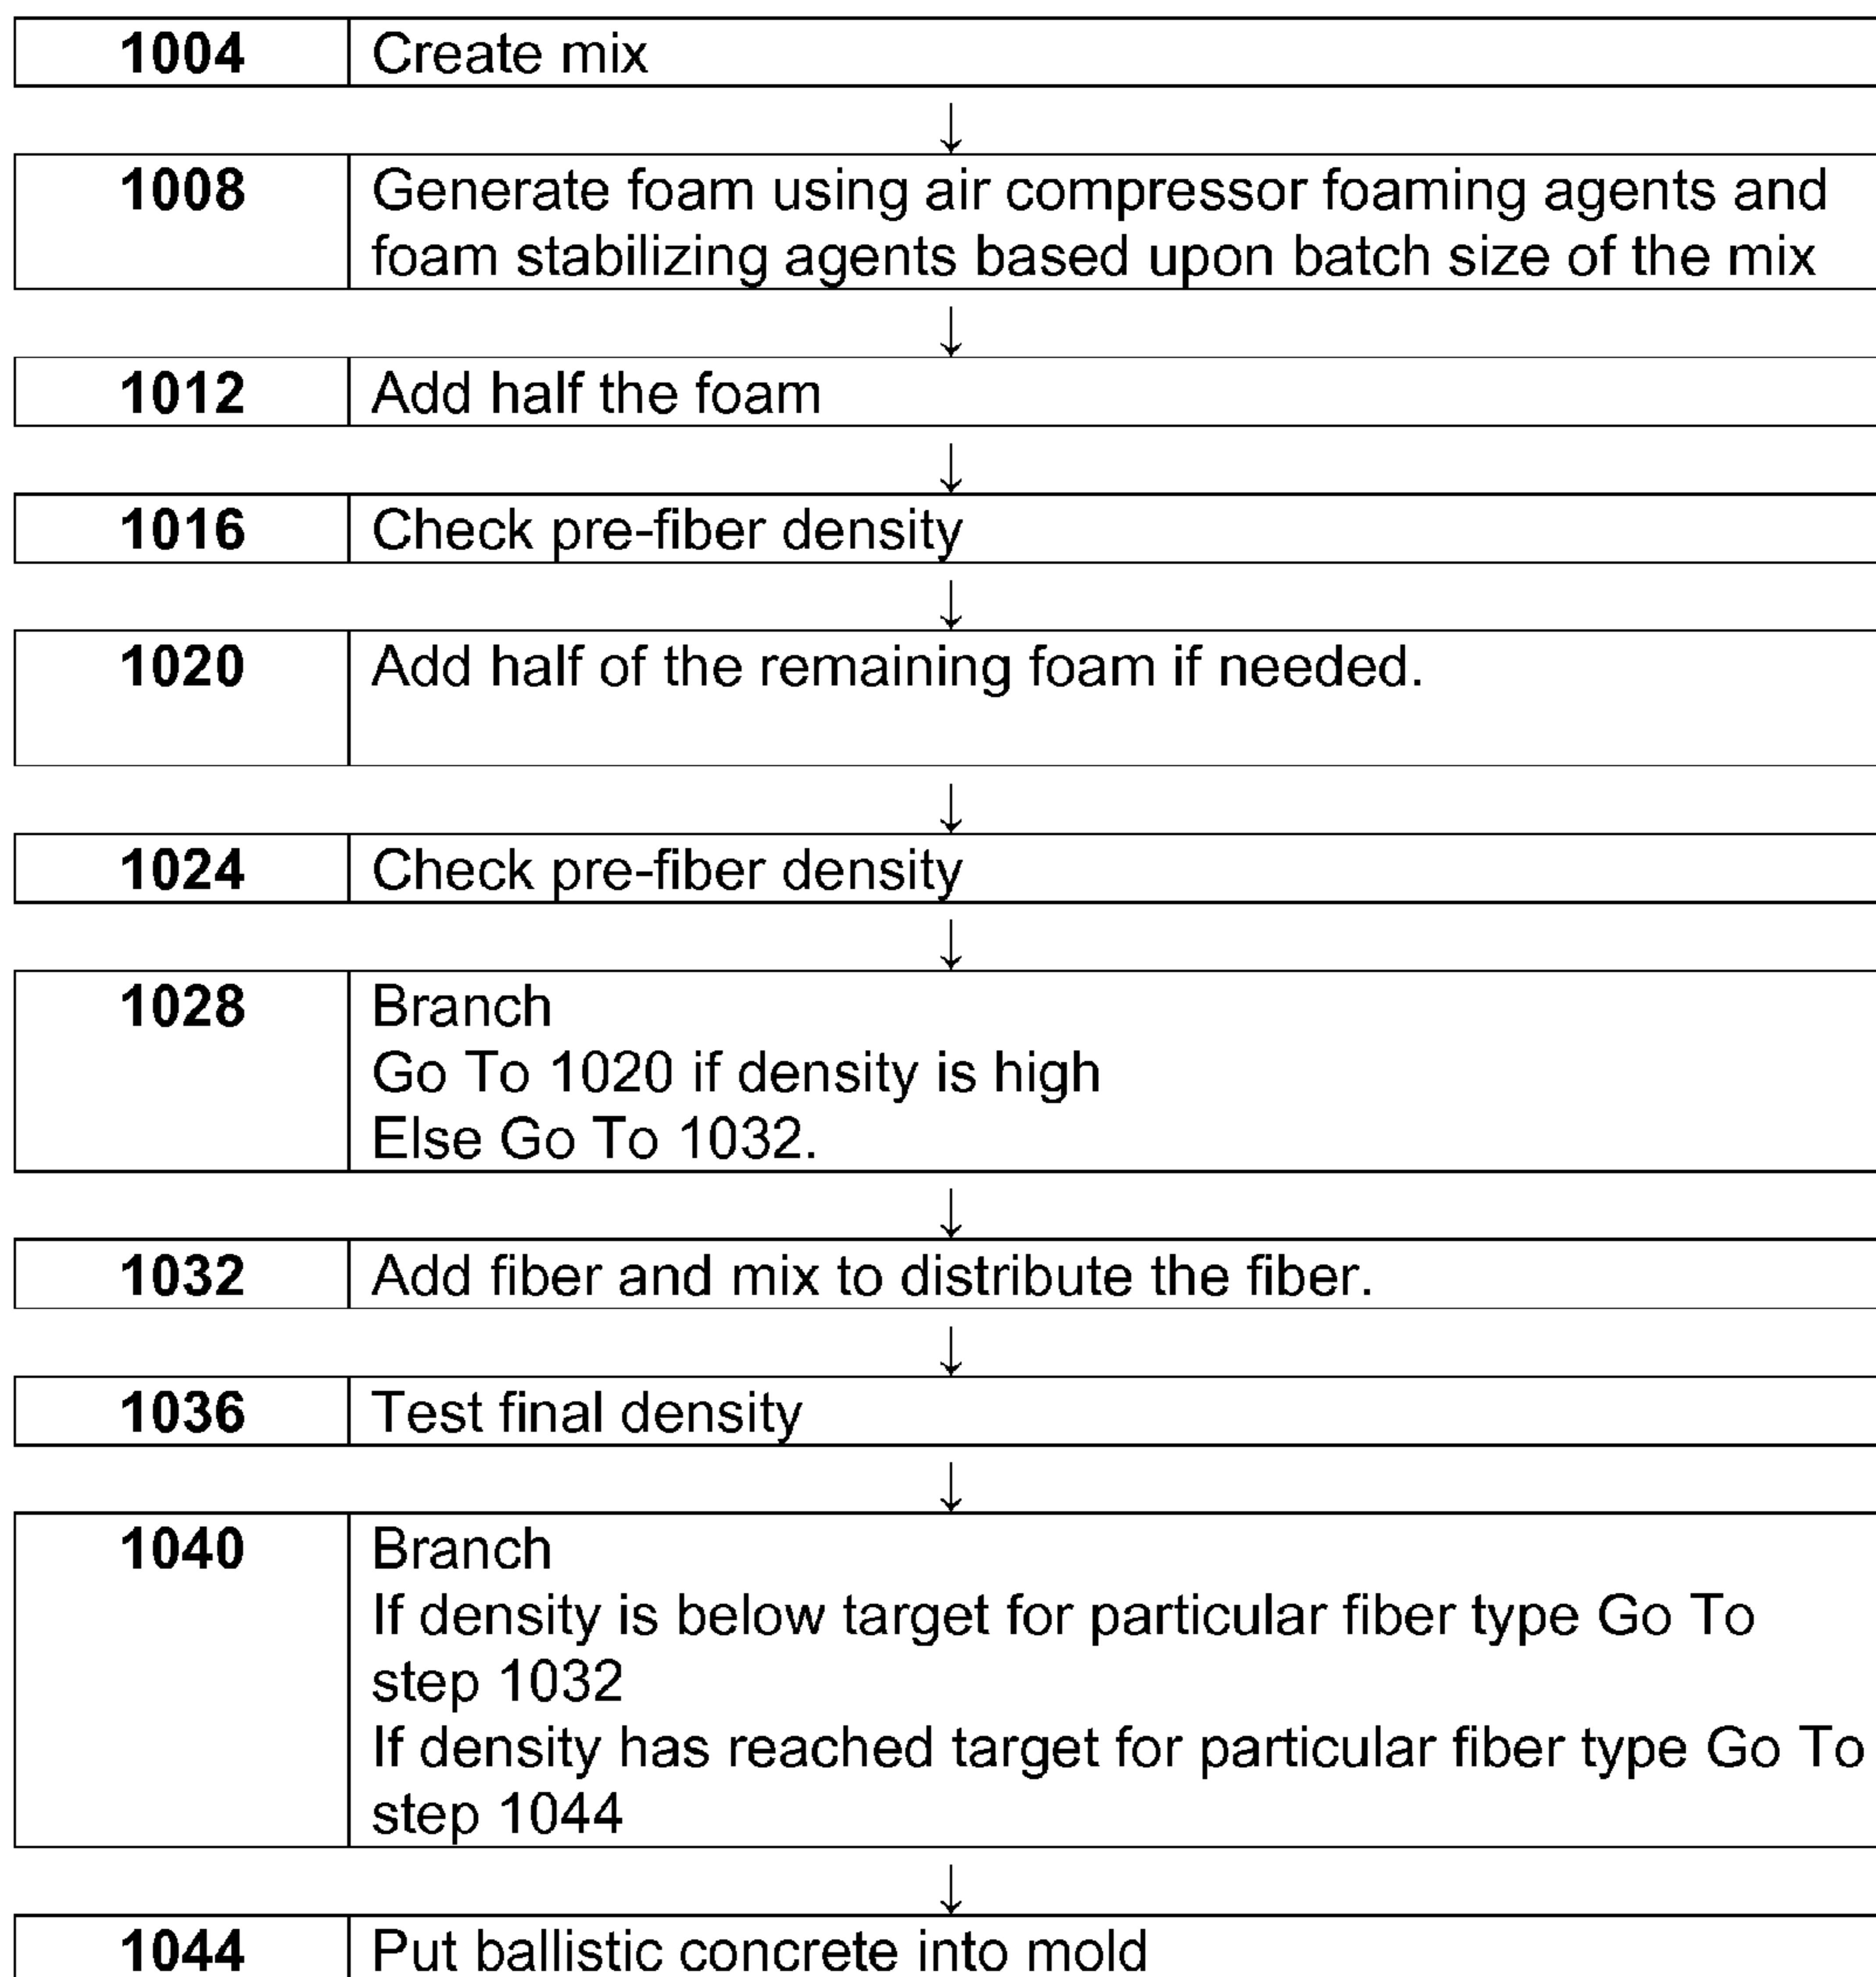 1004 Create mix
↓
1008 Generate foam using air compressor foaming agents and
foam stabilizing agents based upon batch size of the mix
↓
1012 Add half the foam
↓
1016 Check pre-fiber density
↓
1020 Add half of the remaining foam if needed.
↓
1024 Check pre-fiber density
↓
1028 Branch
Go To 1020 if density is high
Else Go To 1032.
↓
1032 Add fiber and mix to distribute the fiber.
↓
1036 Test final density
↓
1040 Branch
If density is below target for particular fiber type Go To
step 1032
If density has reached target for particular fiber type Go To
step 1044
↓
1044 Put ballistic concrete into mold